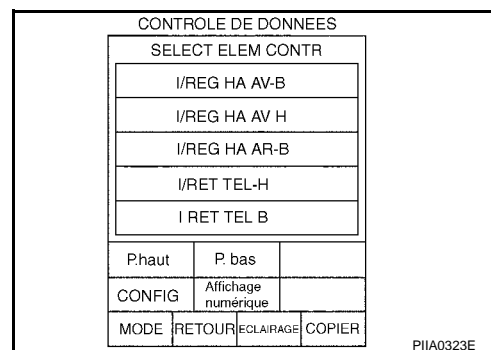 CONTROLE DE DONNEES
SELECT ELEM CONTR
I/REG HA AV-B
I/REG HA AV H
I/REG HA AR-B
I/RET TEL-H
I RET TEL B
P.haut P. bas
CONFIG Affichage numérique
MODE RETOUR ECLAIRAGE COPIER
PIIA0323E